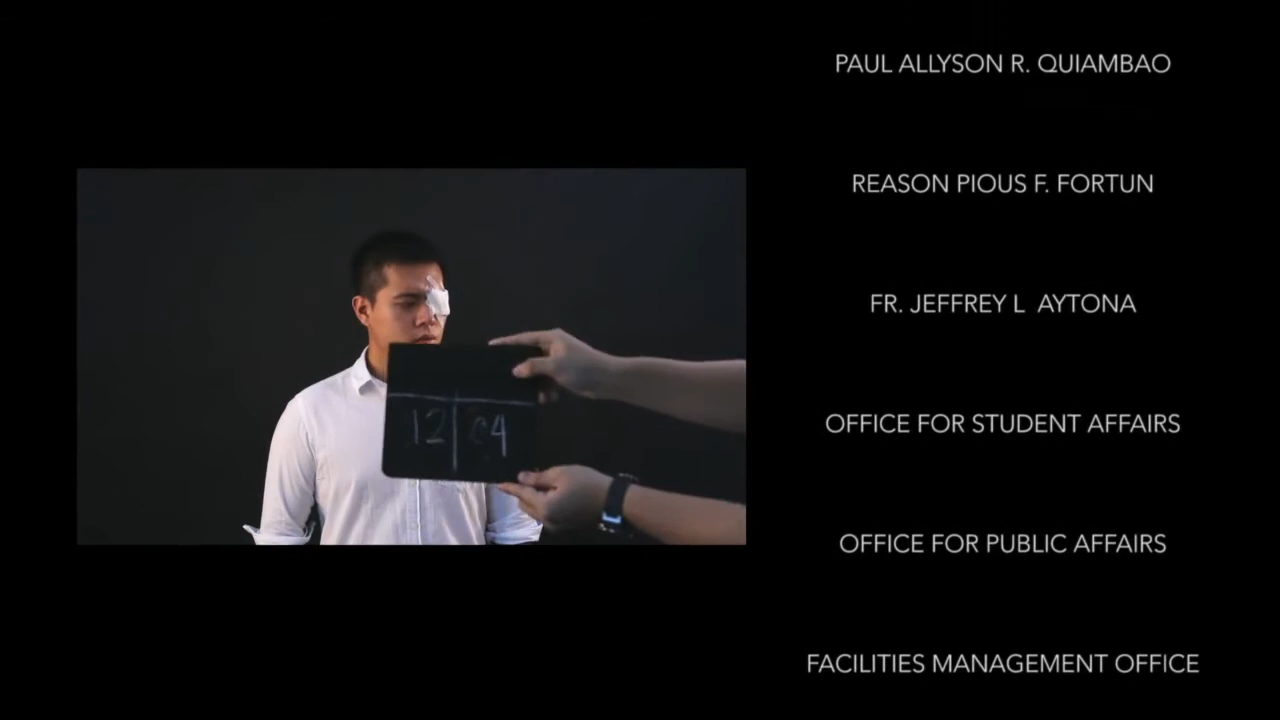 PAUL ALLYSON R. QUIAMBAO
REASON PIOUS F. FORTUN
FR. JEFFREY L AYTONA
OFFICE FOR STUDENT AFFAIRS
OFFICE FOR PUBLIC AFFAIRS
FACILITIES MANAGEMENT OFFICE
12